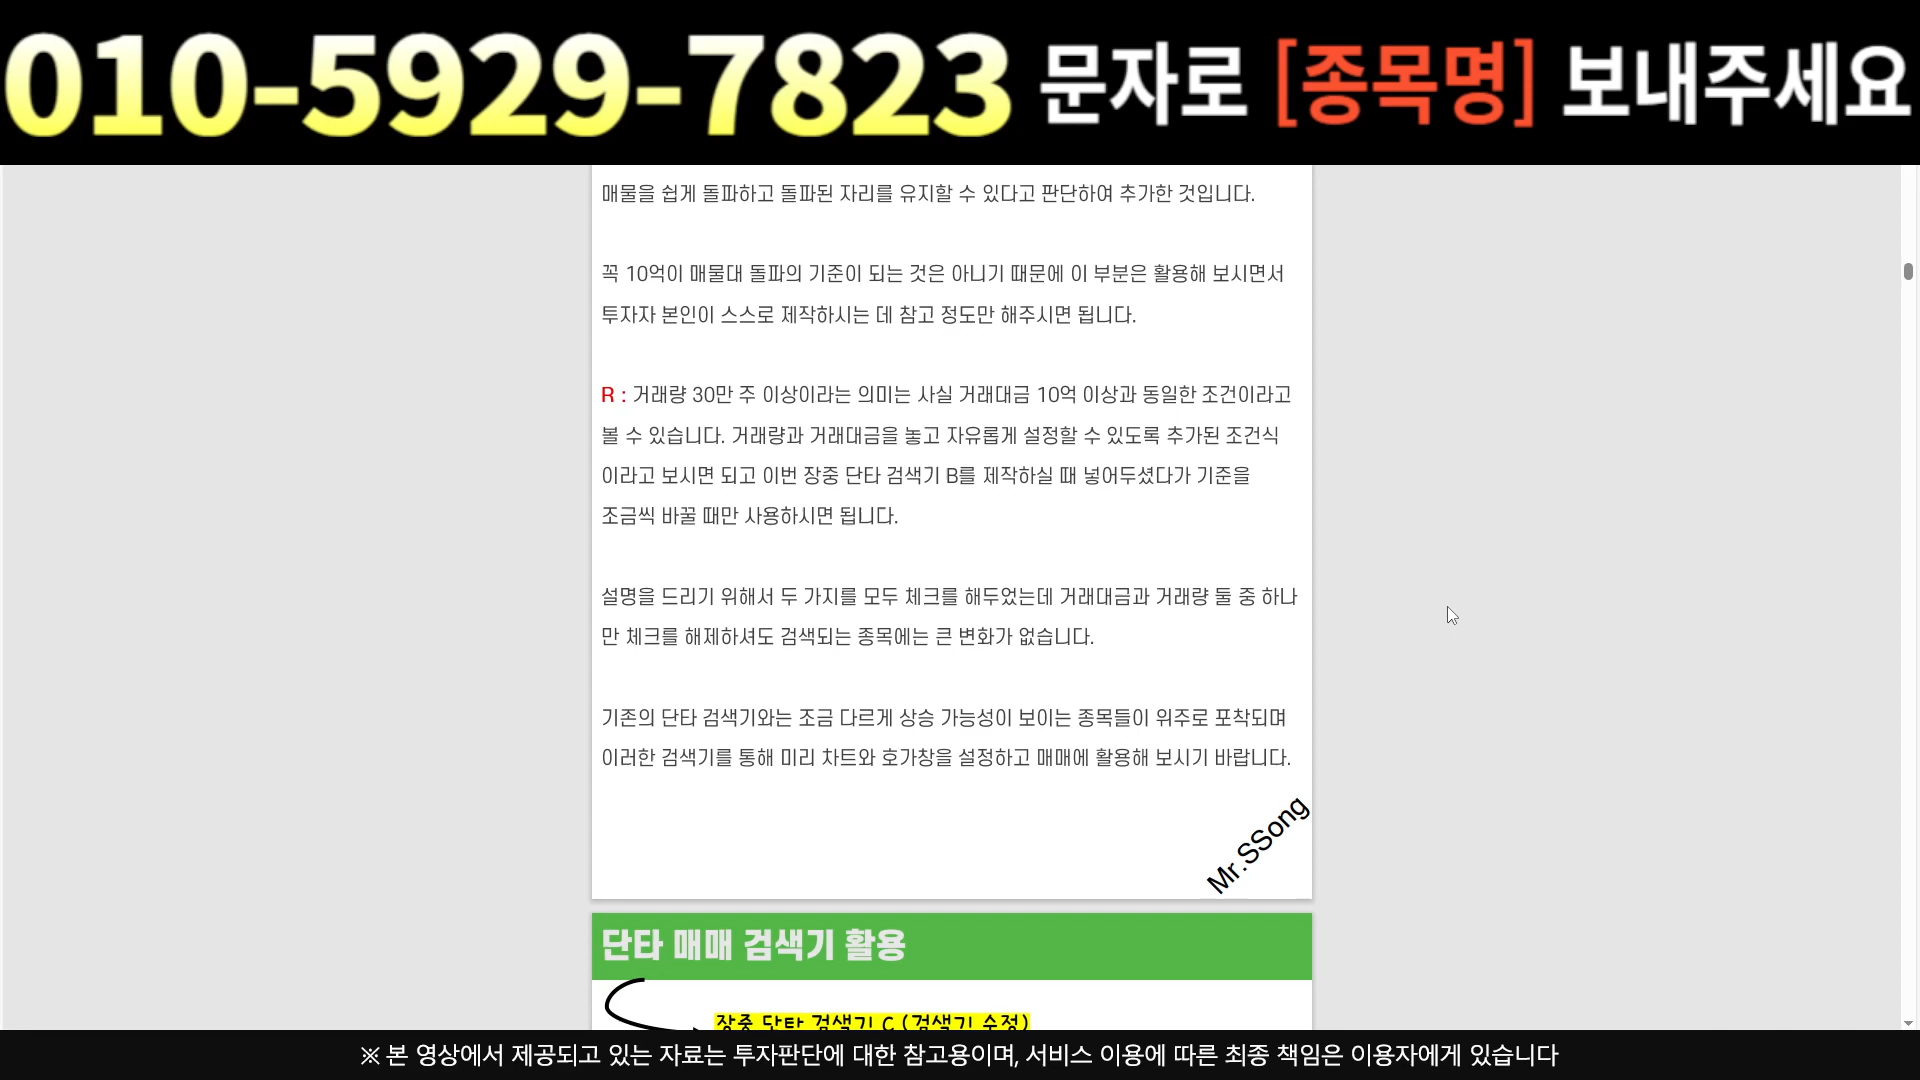 010-5929-7823 문자로 [종목명] 보내주세요
매물을 쉽게 돌파하고 돌파된 자리를 유지할 수 있다고 판단하여 추가한 것입니다.
꼭 10억이 매물대 돌파의 기준이 되는 것은 아니기 때문에 이 부분은 활용해 보시면서
투자자 본인이 스스로 제작하시는 데 참고 정도만 해주시면 됩니다.
R : 거래량 30만 주 이상이라는 의미는 사실 거래대금 10억 이상과 동일한 조건이라고
볼 수 있습니다. 거래량과 거래대금을 놓고 자유롭게 설정할 수 있도록 추가된 조건식
이라고 보시면 되고 이번 장중 단타 검색기 B를 제작하실 때 넣어두셨다가 기준을
조금씩 바꿀 때만 사용하시면 됩니다.
설명을 드리기 위해서 두 가지를 모두 체크를 해두었는데 거래대금과 거래량 둘 중 하나
만 체크를 해제하셔도 검색되는 종목에는 큰 변화가 없습니다.
기존의 단타 검색기와는 조금 다르게 상승 가능성이 보이는 종목들이 위주로 포착되며
이러한 검색기를 통해 미리 차트와 호가창을 설정하고 매매에 활용해 보시기 바랍니다.
Mr.SSong
단타 매매 검색기 활용
장중 단타 검색기 C (검색기 수정)
※ 본 영상에서 제공되고 있는 자료는 투자판단에 대한 참고용이며, 서비스 이용에 따른 최종 책임은 이용자에게 있습니다